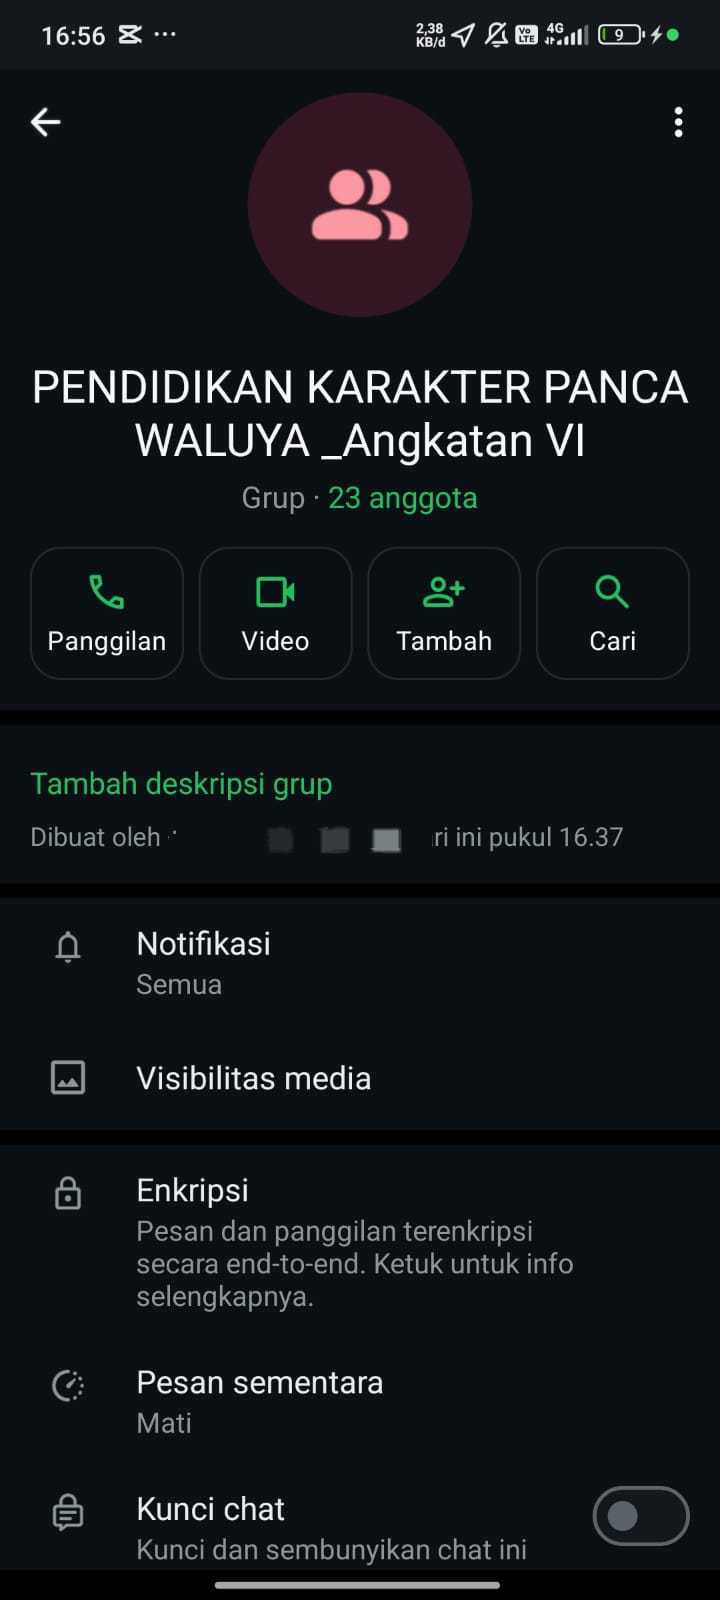 16:56 ... 2,38 KB/d Vo LTE 4G 9
PENDIDIKAN KARAKTER PANCA
WALUYA _Angkatan VI
Grup · 23 anggota
Panggilan Video Tambah Cari
Tambah deskripsi grup
Dibuat oleh ri ini pukul 16.37
Notifikasi
Semua
Visibilitas media
Enkripsi
Pesan dan panggilan terenkripsi
secara end-to-end. Ketuk untuk info
selengkapnya.
Pesan sementara
Mati
Kunci chat
Kunci dan sembunyikan chat ini